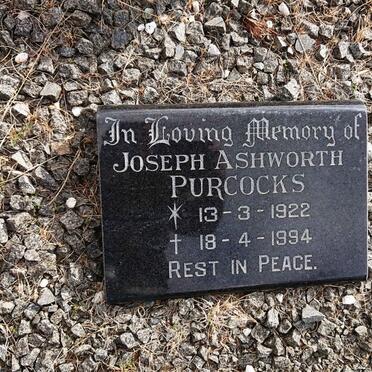 In Loving Memory of
JOSEPH ASHWORTH
PURCOCKS
* 13-3-1922
† 18-4-1994
REST IN PEACE.